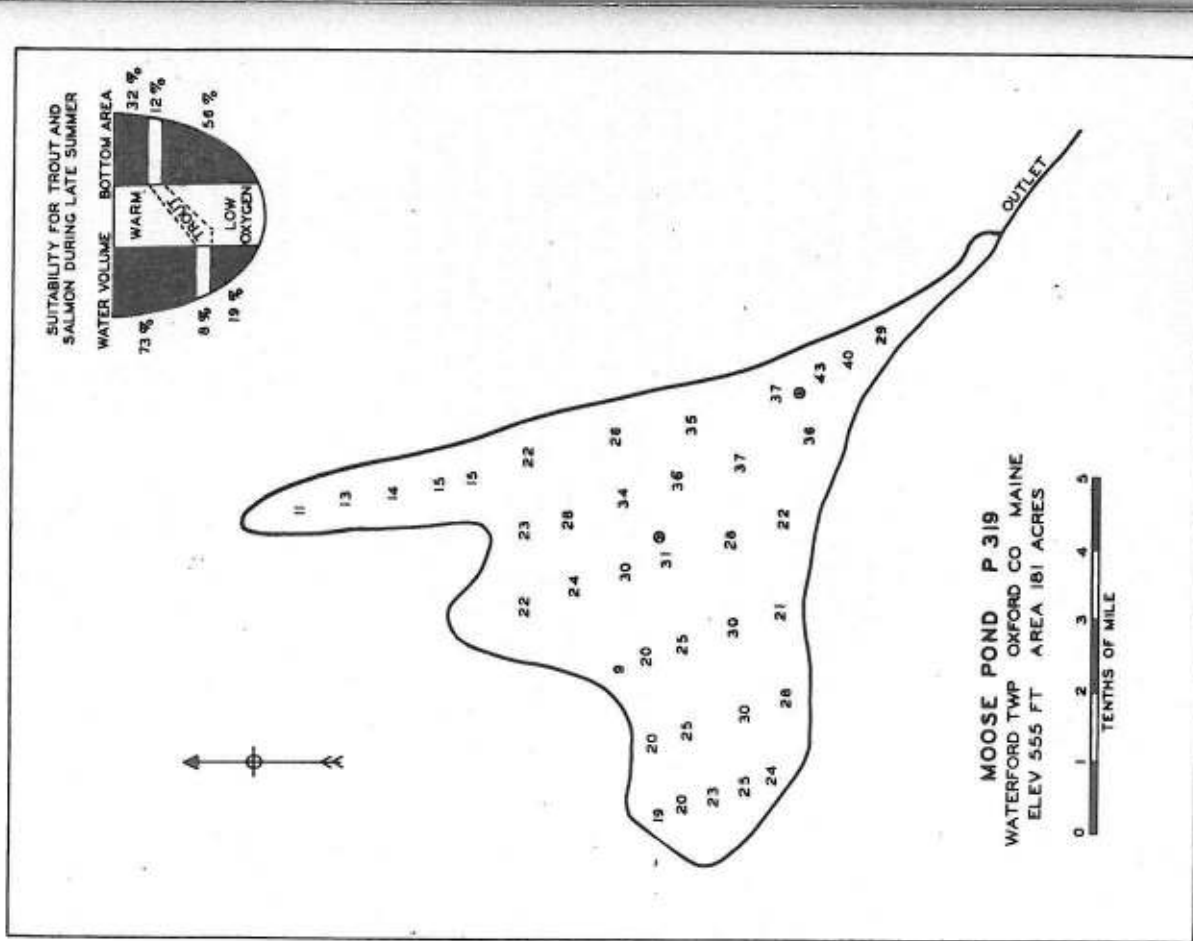 SUITABILITY FOR TROUT AND
SALMON DURING LATE SUMMER
WATER VOLUME BOTTOM AREA
73 % WARM 32 %
8 % TROUT 12 %
19 % LOW OXYGEN 56 %
11
13
14
15
15
22 23 22
28 24
26 34 30 9
20 20 19
35 36 31 25 25 20
23
37 28 30 30 25
37 22 21 28 24
36
43
40
29
OUTLET
MOOSE POND P 319
WATERFORD TWP OXFORD CO MAINE
ELEV 555 FT AREA 181 ACRES
0 1 2 3 4 5
TENTHS OF MILE